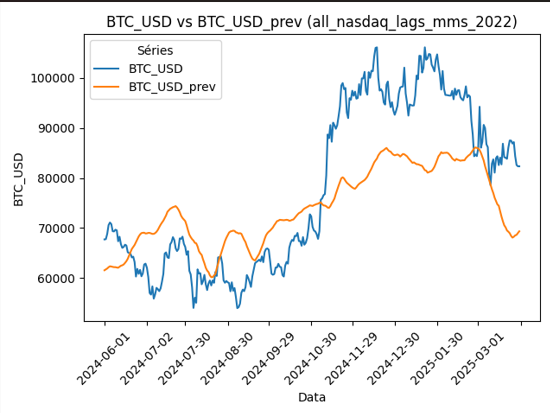 BTC_USD vs BTC_USD_prev (all_nasdaq_lags_mms_2022)
Séries
BTC_USD
BTC_USD_prev
100000
90000
80000
70000
60000
BTC_USD
2024-06-01
2024-07-02
2024-07-30
2024-08-30
2024-09-29
2024-10-30
2024-11-29
2024-12-30
2025-01-30
2025-03-01
Data